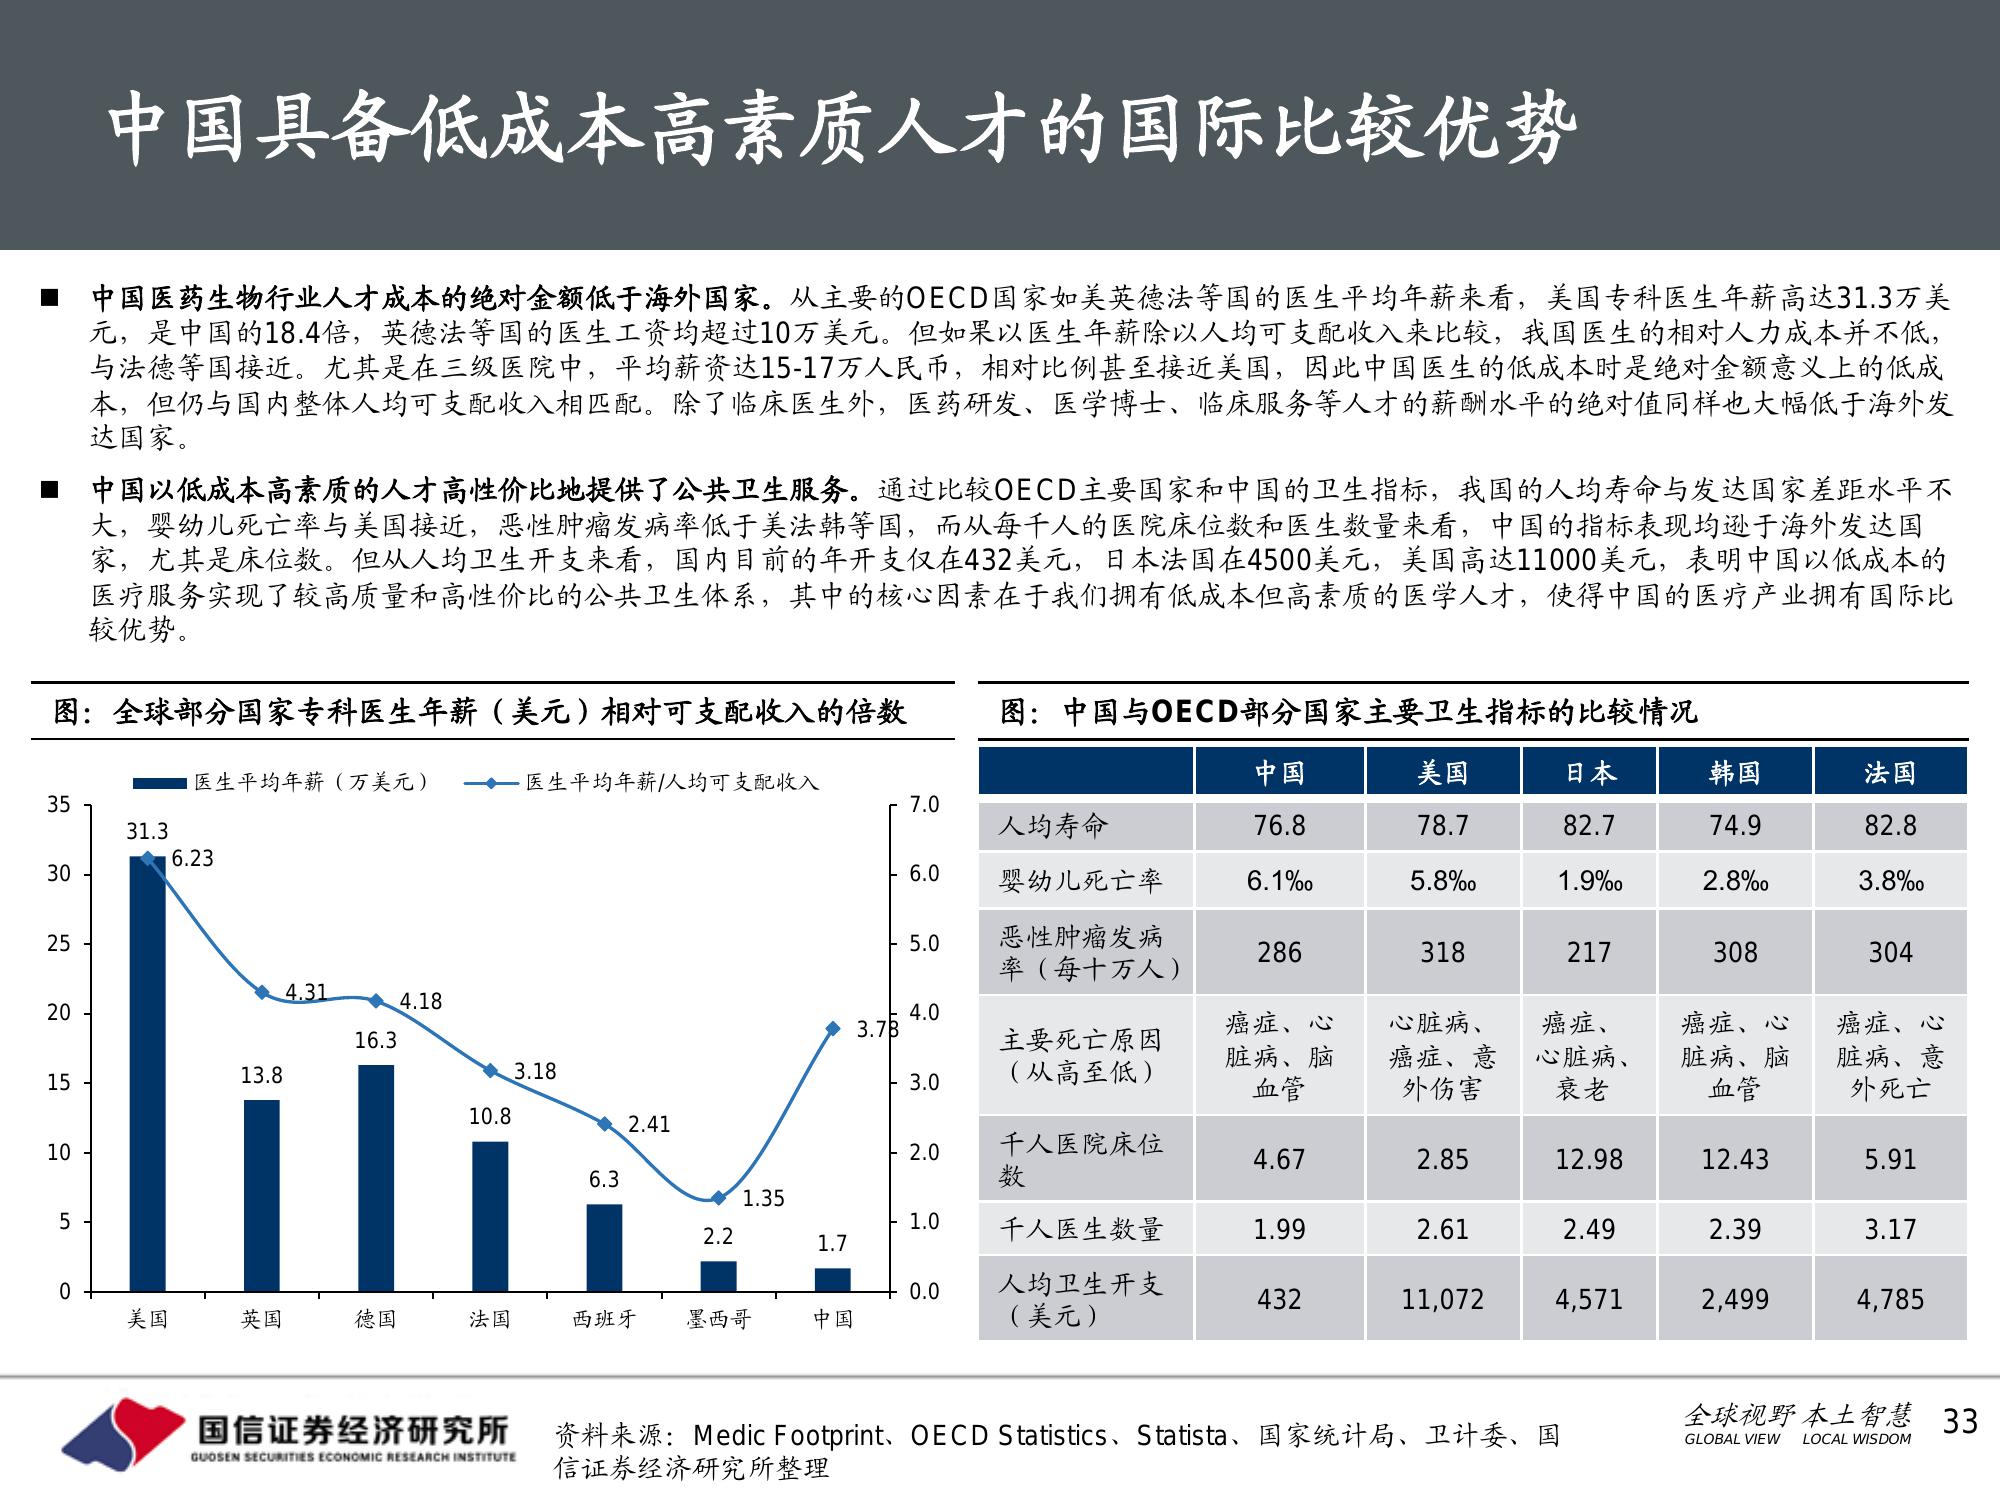 中国具备低成本高素质人才的国际比较优势
■ 中国医药生物行业人才成本的绝对金额低于海外国家。从主要的OECD国家如美英德法等国的医生平均年薪来看，美国专科医生年薪高达31.3万美
元，是中国的18.4倍，英德法等国的医生工资均超过10万美元。但如果以医生年薪除以人均可支配收入来比较，我国医生的相对人力成本并不低，
与法德等国接近。尤其是在三级医院中，平均薪资达15-17万人民币，相对比例甚至接近美国，因此中国医生的低成本时是绝对金额意义上的低成
本，但仍与国内整体人均可支配收入相匹配。除了临床医生外，医药研发、医学博士、临床服务等人才的薪酬水平的绝对值同样也大幅低于海外发
达国家。
■ 中国以低成本高素质的人才高性价比地提供了公共卫生服务。通过比较OECD主要国家和中国的卫生指标，我国的人均寿命与发达国家差距水平不
大，婴幼儿死亡率与美国接近，恶性肿瘤发病率低于美法韩等国，而从每千人的医院床位数和医生数量来看，中国的指标表现均逊于海外发达国
家，尤其是床位数。但从人均卫生开支来看，国内目前的年开支仅在432美元，日本法国在4500美元，美国高达11000美元，表明中国以低成本的
医疗服务实现了较高质量和高性价比的公共卫生体系，其中的核心因素在于我们拥有低成本但高素质的医学人才，使得中国的医疗产业拥有国际比
较优势。
图：全球部分国家专科医生年薪（美元）相对可支配收入的倍数
医生平均年薪（万美元） 医生平均年薪/人均可支配收入
35 7.0
31.3
6.23
30 6.0
25 5.0
4.31 4.18
20 4.0
16.3 3.78
13.8
15 3.18 3.0
10.8
2.41
10 2.0
6.3
1.35
2.2 1.7
5 1.0
0 0.0
美国 英国 德国 法国 西班牙 墨西哥 中国
图： 中国与OECD部分国家主要卫生指标的比较情况
中国 美国 日本 韩国 法国
人均寿命 76.8 78.7 82.7 74.9 82.8
婴幼儿死亡率 6.1‰ 5.8‰ 1.9‰ 2.8‰ 3.8‰
恶性肿瘤发病
率（每十万人） 286 318 217 308 304
主要死亡原因
（从高至低）
癌症、心
脏病、脑
血管
心脏病、
癌症、意
外伤害
癌症、
心脏病、
衰老
癌症、心
脏病、脑
血管
癌症、心
脏病、意
外死亡
千人医院床位
数 4.67 2.85 12.98 12.43 5.91
千人医生数量 1.99 2.61 2.49 2.39 3.17
人均卫生开支
（美元） 432 11,072 4,571 2,499 4,785
国信证券经济研究所
GUOSEN SECURITIES ECONOMIC RESEARCH INSTITUTE
资料来源：Medic Footprint、OECD Statistics、Statista、国家统计局、卫计委、国
信证券经济研究所整理
全球视野 本土智慧
GLOBAL VIEW LOCAL WISDOM
33